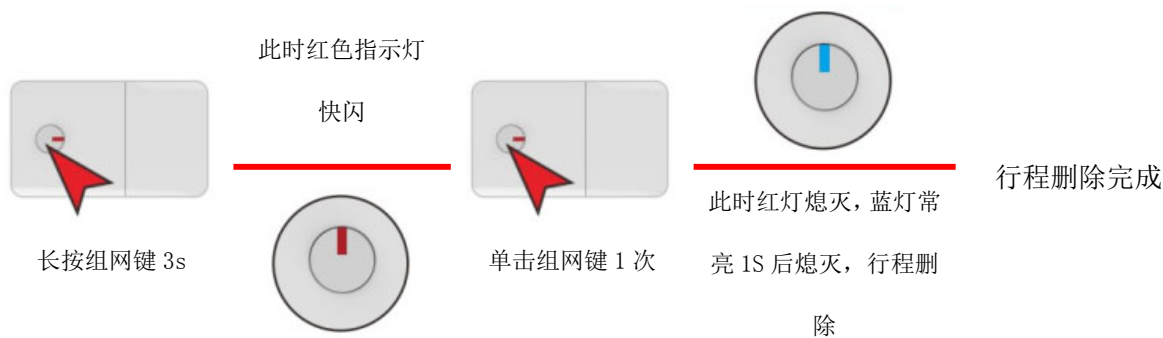 此时红色指示灯
快闪
长按组网键 3s
单击组网键 1 次
此时红灯熄灭，蓝灯常
亮 1S 后熄灭，行程删
除
行程删除完成